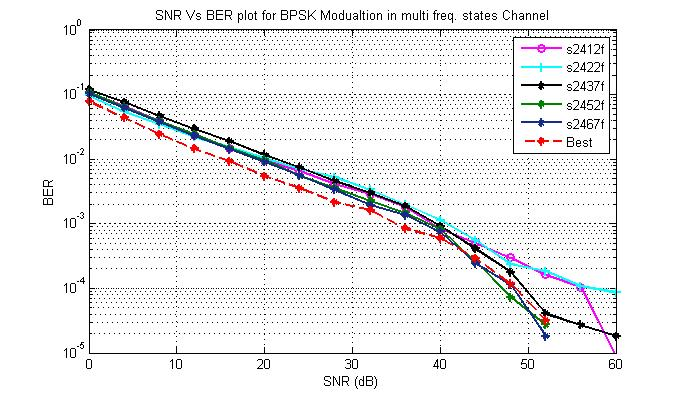 SNR Vs BER plot for BPSK Modualtion in multi freq. states Channel
10^0
10^-1
10^-2
10^-3
10^-4
10^-5
BER
s2412f
s2422f
s2437f
s2452f
s2467f
Best
0 10 20 30 40 50 60
SNR (dB)